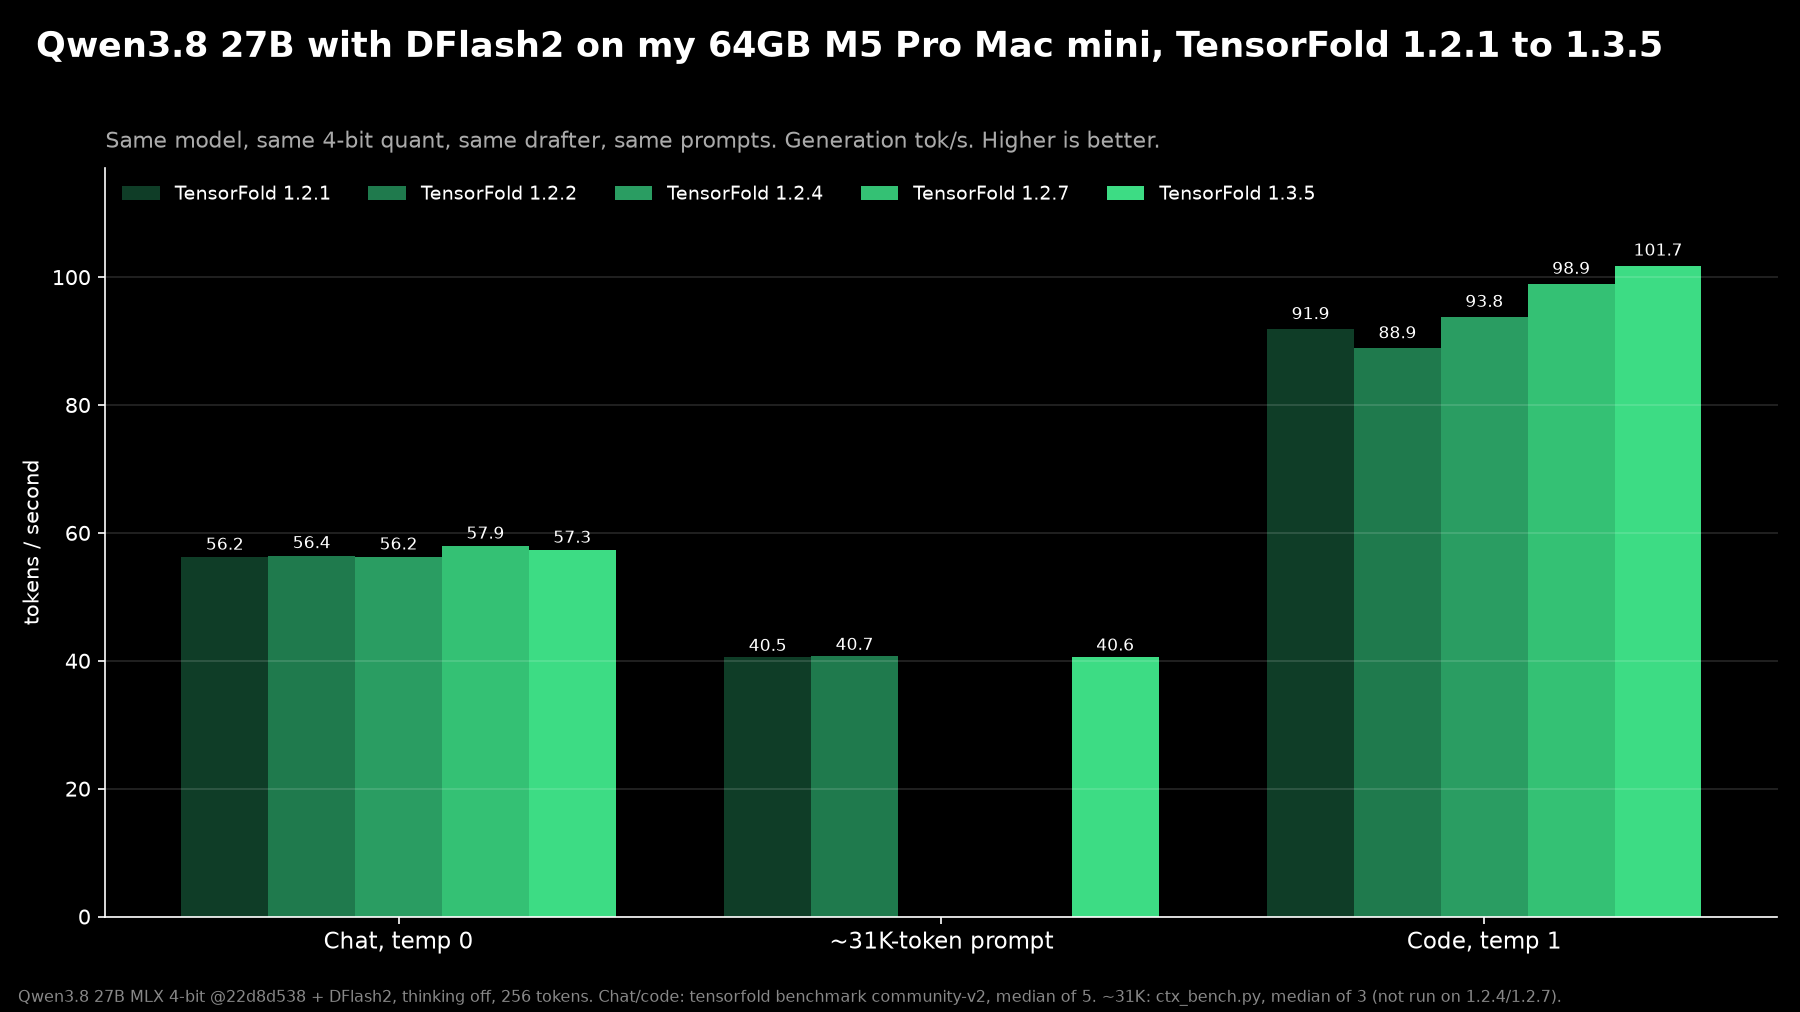 Qwen3.8 27B with DFlash2 on my 64GB M5 Pro Mac mini, TensorFold 1.2.1 to 1.3.5
Same model, same 4-bit quant, same drafter, same prompts. Generation tok/s. Higher is better.
TensorFold 1.2.1 TensorFold 1.2.2 TensorFold 1.2.4 TensorFold 1.2.7 TensorFold 1.3.5
tokens / second
100
80
60
40
20
0
56.2 56.4 56.2 57.9 57.3
40.5 40.7 40.6
91.9 88.9 93.8 98.9 101.7
Chat, temp 0 ~31K-token prompt Code, temp 1
Qwen3.8 27B MLX 4-bit @22d8d538 + DFlash2, thinking off, 256 tokens. Chat/code: tensorfold benchmark community-v2, median of 5. ~31K: ctx_bench.py, median of 3 (not run on 1.2.4/1.2.7).